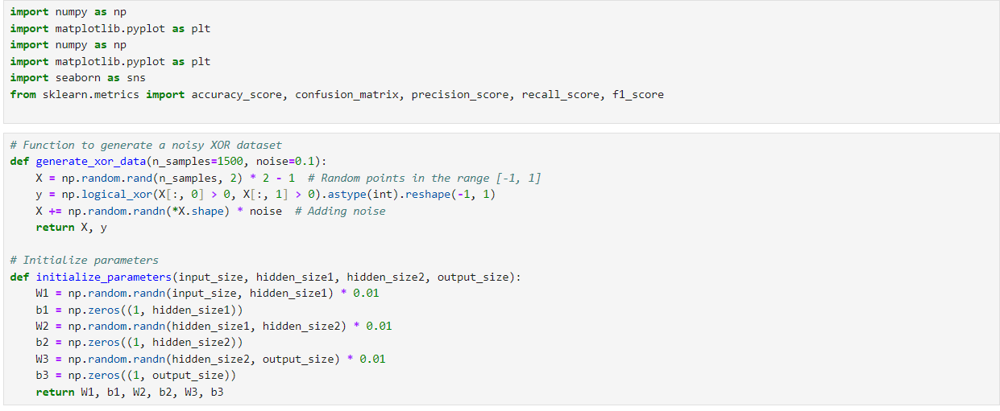 import numpy as np
import matplotlib.pyplot as plt
import numpy as np
import matplotlib.pyplot as plt
import seaborn as sns
from sklearn.metrics import accuracy_score, confusion_matrix, precision_score, recall_score, f1_score
# Function to generate a noisy XOR dataset
def generate_xor_data(n_samples=1500, noise=0.1):
    X = np.random.rand(n_samples, 2) * 2 - 1  # Random points in the range [-1, 1]
    y = np.logical_xor(X[:, 0] > 0, X[:, 1] > 0).astype(int).reshape(-1, 1)
    X += np.random.randn(*X.shape) * noise  # Adding noise
    return X, y
# Initialize parameters
def initialize_parameters(input_size, hidden_size1, hidden_size2, output_size):
    W1 = np.random.randn(input_size, hidden_size1) * 0.01
    b1 = np.zeros((1, hidden_size1))
    W2 = np.random.randn(hidden_size1, hidden_size2) * 0.01
    b2 = np.zeros((1, hidden_size2))
    W3 = np.random.randn(hidden_size2, output_size) * 0.01
    b3 = np.zeros((1, output_size))
    return W1, b1, W2, b2, W3, b3